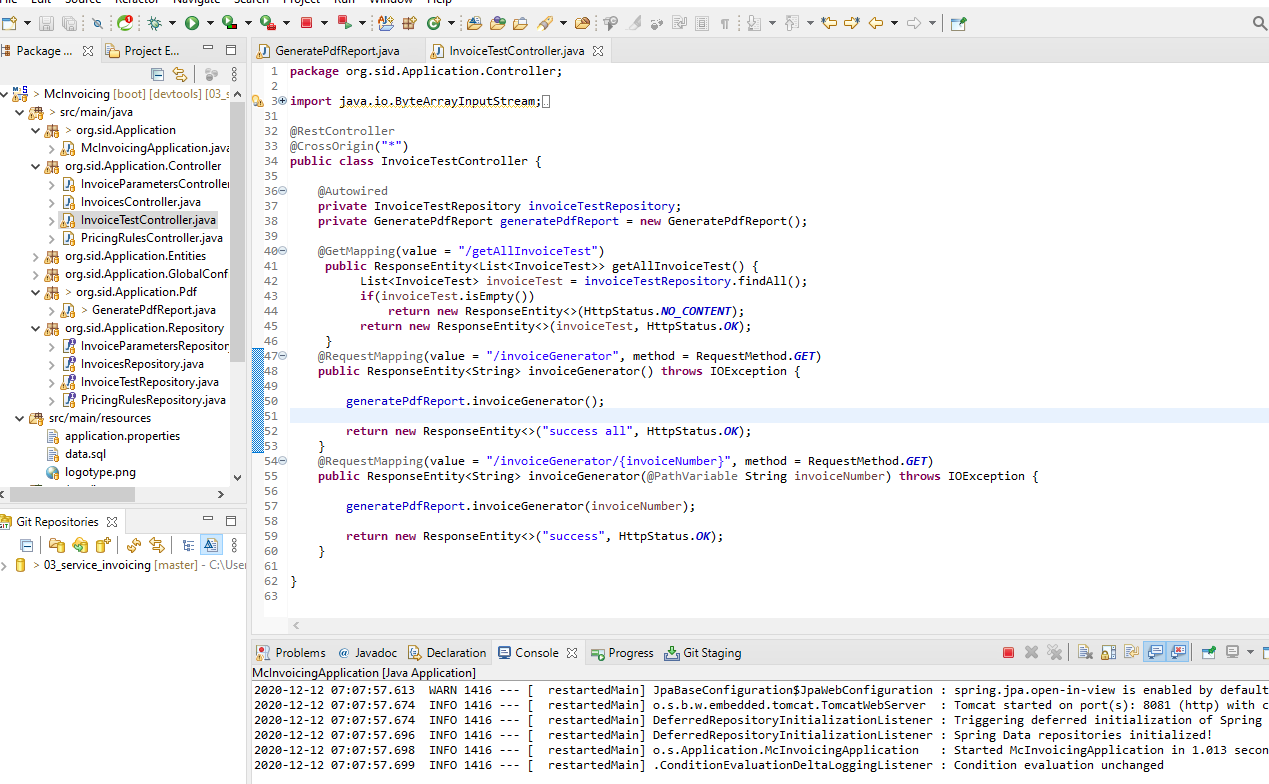 File Edit Source Refactor Navigate Search Project Run Window Help
Package ... Project E...
McInvoicing [boot] [devtools] [03_s
> src/main/java
> org.sid.Application
McInvoicingApplication.java
org.sid.Application.Controller
InvoiceParametersController
InvoicesController.java
InvoiceTestController.java
PricingRulesController.java
org.sid.Application.Entities
org.sid.Application.GlobalConf
> org.sid.Application.Pdf
> GeneratePdfReport.java
org.sid.Application.Repository
InvoiceParametersRepository
InvoicesRepository.java
InvoiceTestRepository.java
PricingRulesRepository.java
src/main/resources
application.properties
data.sql
logotype.png
Git Repositories
> 03_service_invoicing [master] - C:\User
GeneratePdfReport.java InvoiceTestController.java
1 package org.sid.Application.Controller;
2
3 import java.io.ByteArrayInputStream;
31
32 @RestController
33 @CrossOrigin("*")
34 public class InvoiceTestController {
35
36 @Autowired
37 private InvoiceTestRepository invoiceTestRepository;
38 private GeneratePdfReport generatePdfReport = new GeneratePdfReport();
39
40 @GetMapping(value = "/getAllInvoiceTest")
41 public ResponseEntity<List<InvoiceTest>> getAllInvoiceTest() {
42 List<InvoiceTest> invoiceTest = invoiceTestRepository.findAll();
43 if(invoiceTest.isEmpty())
44 return new ResponseEntity<>(HttpStatus.NO_CONTENT);
45 return new ResponseEntity<>(invoiceTest, HttpStatus.OK);
46 }
47 @RequestMapping(value = "/invoiceGenerator", method = RequestMethod.GET)
48 public ResponseEntity<String> invoiceGenerator() throws IOException {
49
50 generatePdfReport.invoiceGenerator();
51
52 return new ResponseEntity<>("success all", HttpStatus.OK);
53 }
54 @RequestMapping(value = "/invoiceGenerator/{invoiceNumber}", method = RequestMethod.GET)
55 public ResponseEntity<String> invoiceGenerator(@PathVariable String invoiceNumber) throws IOException {
56
57 generatePdfReport.invoiceGenerator(invoiceNumber);
58
59 return new ResponseEntity<>("success", HttpStatus.OK);
60 }
61
62 }
63
Problems Javadoc Declaration Console Progress Git Staging
McInvoicingApplication [Java Application]
2020-12-12 07:07:57.613 WARN 1416 --- [ restartedMain] JpaBaseConfiguration$JpaWebConfiguration : spring.jpa.open-in-view is enabled by default
2020-12-12 07:07:57.674 INFO 1416 --- [ restartedMain] o.s.b.w.embedded.tomcat.TomcatWebServer : Tomcat started on port(s): 8081 (http) with c
2020-12-12 07:07:57.674 INFO 1416 --- [ restartedMain] DeferredRepositoryInitializationListener : Triggering deferred initialization of Spring
2020-12-12 07:07:57.696 INFO 1416 --- [ restartedMain] DeferredRepositoryInitializationListener : Spring Data repositories initialized!
2020-12-12 07:07:57.698 INFO 1416 --- [ restartedMain] o.s.Application.McInvoicingApplication : Started McInvoicingApplication in 1.013 secon
2020-12-12 07:07:57.699 INFO 1416 --- [ restartedMain] .ConditionEvaluationDeltaLoggingListener : Condition evaluation unchanged